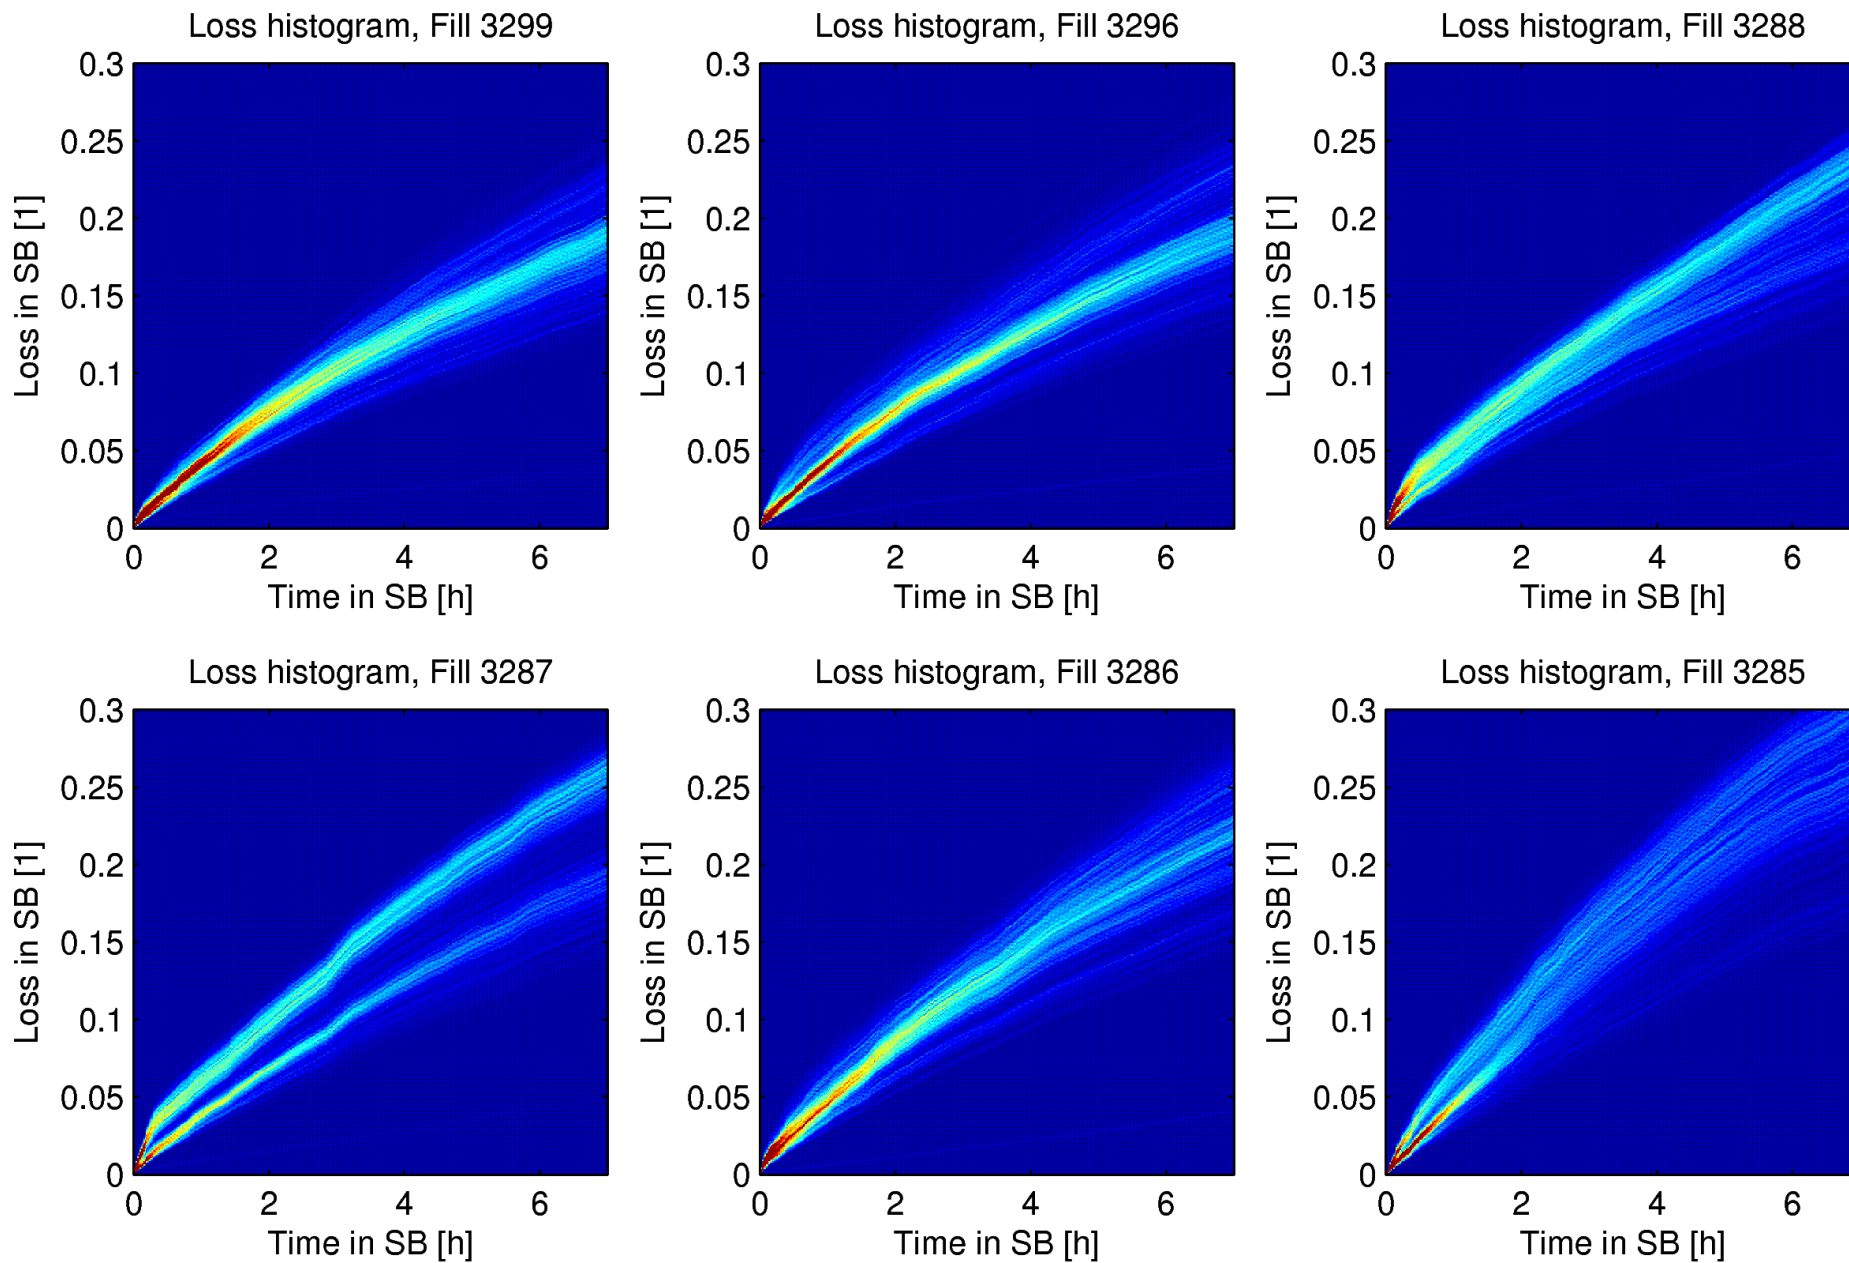 Loss histogram, Fill 3299
0.3
0.25
0.2
0.15
0.1
0.05
0
0 2 4 6
Loss in SB [1]
Time in SB [h]
Loss histogram, Fill 3296
0.3
0.25
0.2
0.15
0.1
0.05
0
0 2 4 6
Loss in SB [1]
Time in SB [h]
Loss histogram, Fill 3288
0.3
0.25
0.2
0.15
0.1
0.05
0
0 2 4 6
Loss in SB [1]
Time in SB [h]
Loss histogram, Fill 3287
0.3
0.25
0.2
0.15
0.1
0.05
0
0 2 4 6
Loss in SB [1]
Time in SB [h]
Loss histogram, Fill 3286
0.3
0.25
0.2
0.15
0.1
0.05
0
0 2 4 6
Loss in SB [1]
Time in SB [h]
Loss histogram, Fill 3285
0.3
0.25
0.2
0.15
0.1
0.05
0
0 2 4 6
Loss in SB [1]
Time in SB [h]